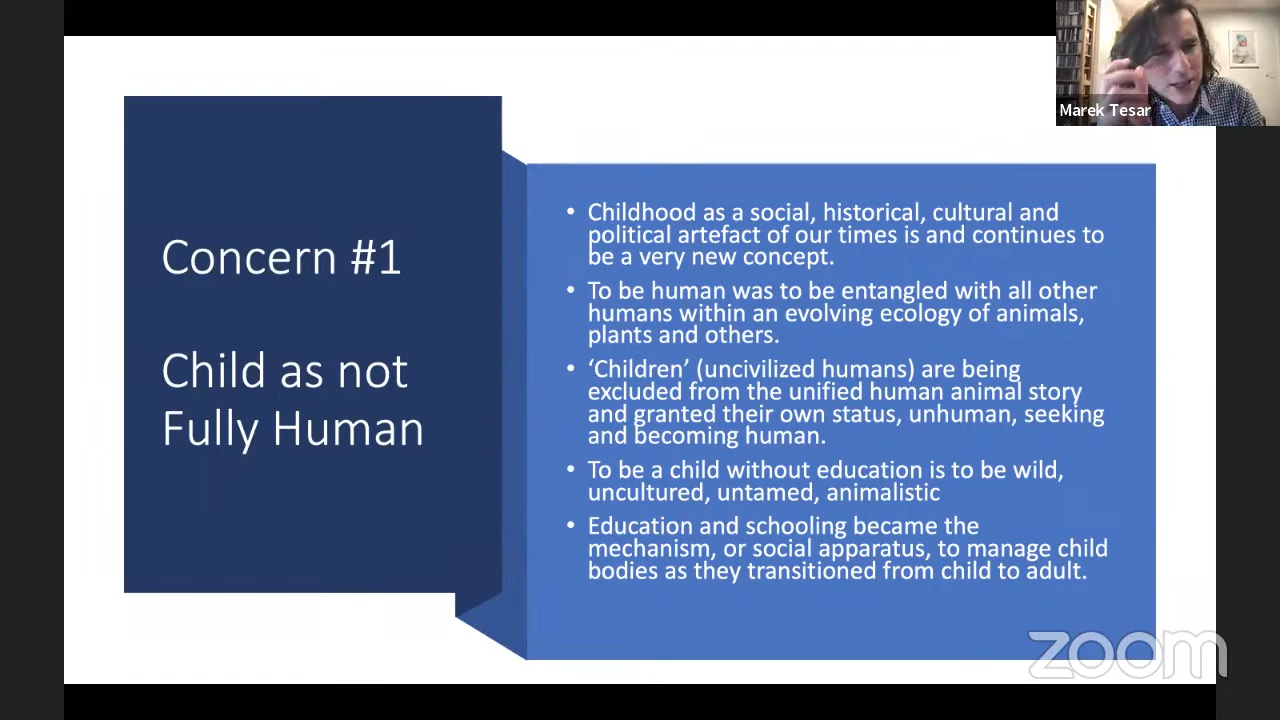 Marek Tesar
Concern #1
Child as not
Fully Human
• Childhood as a social, historical, cultural and
political artefact of our times is and continues to
be a very new concept.
• To be human was to be entangled with all other
humans within an evolving ecology of animals,
plants and others.
• ‘Children’ (uncivilized humans) are being
excluded from the unified human animal story
and granted their own status, unhuman, seeking
and becoming human.
• To be a child without education is to be wild,
uncultured, untamed, animalistic
• Education and schooling became the
mechanism, or social apparatus, to manage child
bodies as they transitioned from child to adult.
zoom